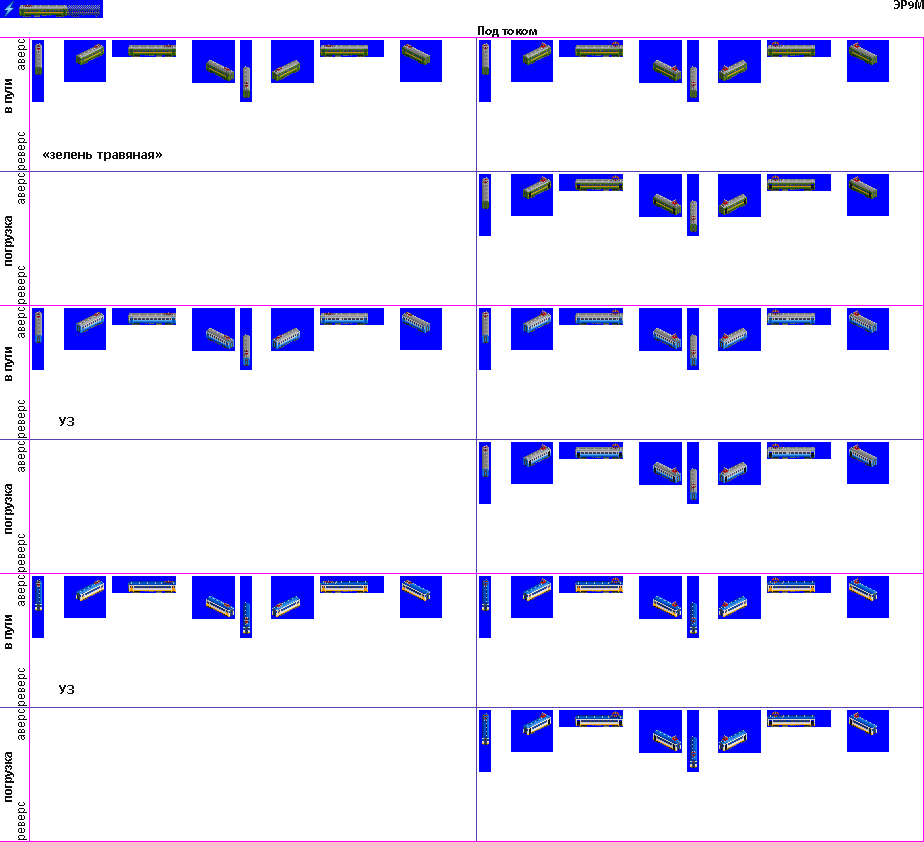 ЭР9М
Под током
аверс
в пути
реверс
«зелень травяная»
аверс
погрузка
реверс
аверс
в пути
реверс
УЗ
аверс
погрузка
реверс
аверс
в пути
реверс
УЗ
аверс
погрузка
реверс